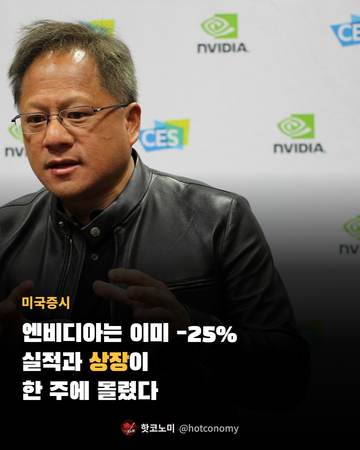 NVIDIA.
CES
CES
NVIDIA.
미국증시
엔비디아는 이미 -25%
실적과 상장이
한 주에 몰렸다
핫코노미 @hotconomy